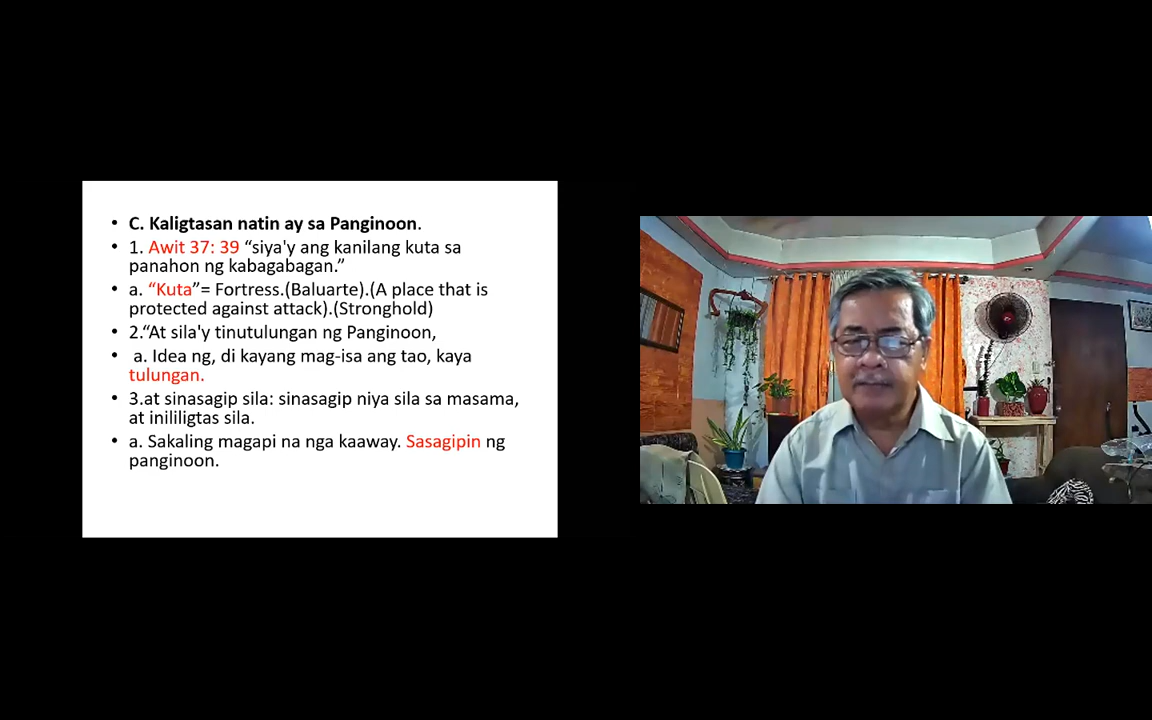 • C. Kaligtasan natin ay sa Panginoon.
• 1. Awit 37: 39 “siya'y ang kanilang kuta sa
panahon ng kabagabagan.”
• a. “Kuta”= Fortress.(Baluarte).(A place that is
protected against attack).(Stronghold)
• 2.“At sila'y tinutulungan ng Panginoon,
• a. Idea ng, di kayang mag-isa ang tao, kaya
tulungan.
• 3.at sinasagip sila: sinasagip niya sila sa masama,
at inililigtas sila.
• a. Sakaling magapi na nga kaaway. Sasagipin ng
panginoon.